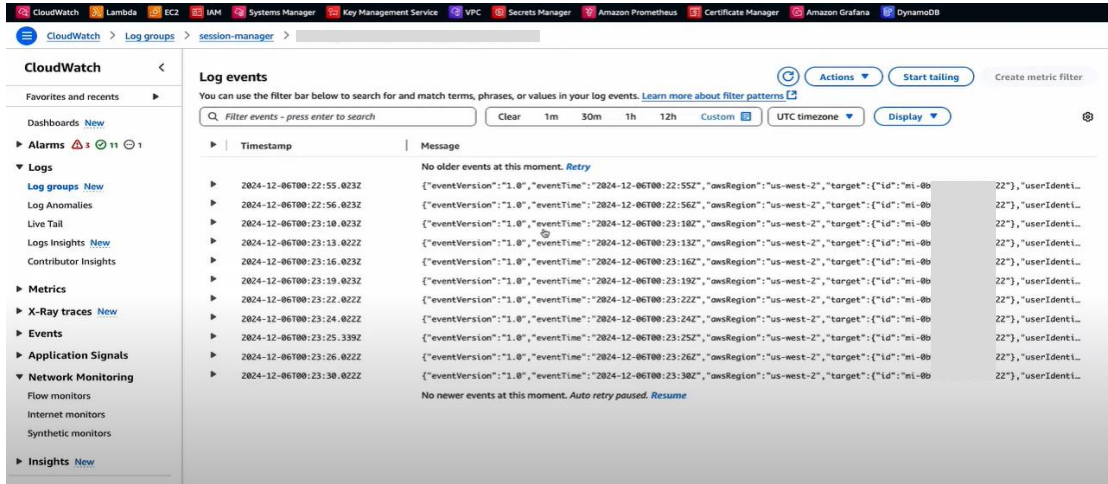 CloudWatch Lambda EC2 IAM Systems Manager Key Management Service VPC Secrets Manager Amazon Prometheus Certificate Manager Amazon Grafana DynamoDB
CloudWatch > Log groups > session-manager >
CloudWatch
Favorites and recents
Dashboards New
Alarms 3 11 1
Logs
Log groups New
Log Anomalies
Live Tail
Logs Insights New
Contributor Insights
Metrics
X-Ray traces New
Events
Application Signals
Network Monitoring
Flow monitors
Internet monitors
Synthetic monitors
Insights New
Log events
Actions Start tailing Create metric filter
You can use the filter bar below to search for and match terms, phrases, or values in your log events. Learn more about filter patterns
Filter events - press enter to search Clear 1m 30m 1h 12h Custom UTC timezone Display
Timestamp Message
No older events at this moment. Retry
2024-12-06T00:22:55.023Z {"eventVersion":"1.0","eventTime":"2024-12-06T00:22:55Z","awsRegion":"us-west-2","target":{"id":"mi-0b 22"},"userIdenti…
2024-12-06T00:22:56.023Z {"eventVersion":"1.0","eventTime":"2024-12-06T00:22:56Z","awsRegion":"us-west-2","target":{"id":"mi-0b 22"},"userIdenti…
2024-12-06T00:23:10.023Z {"eventVersion":"1.0","eventTime":"2024-12-06T00:23:10Z","awsRegion":"us-west-2","target":{"id":"mi-0b 22"},"userIdenti…
2024-12-06T00:23:13.022Z {"eventVersion":"1.0","eventTime":"2024-12-06T00:23:13Z","awsRegion":"us-west-2","target":{"id":"mi-0b 22"},"userIdenti…
2024-12-06T00:23:16.023Z {"eventVersion":"1.0","eventTime":"2024-12-06T00:23:16Z","awsRegion":"us-west-2","target":{"id":"mi-0b 22"},"userIdenti…
2024-12-06T00:23:19.023Z {"eventVersion":"1.0","eventTime":"2024-12-06T00:23:19Z","awsRegion":"us-west-2","target":{"id":"mi-0b 22"},"userIdenti…
2024-12-06T00:23:22.022Z {"eventVersion":"1.0","eventTime":"2024-12-06T00:23:22Z","awsRegion":"us-west-2","target":{"id":"mi-0b 22"},"userIdenti…
2024-12-06T00:23:24.022Z {"eventVersion":"1.0","eventTime":"2024-12-06T00:23:24Z","awsRegion":"us-west-2","target":{"id":"mi-0b 22"},"userIdenti…
2024-12-06T00:23:25.339Z {"eventVersion":"1.0","eventTime":"2024-12-06T00:23:25Z","awsRegion":"us-west-2","target":{"id":"mi-0b 22"},"userIdenti…
2024-12-06T00:23:26.022Z {"eventVersion":"1.0","eventTime":"2024-12-06T00:23:26Z","awsRegion":"us-west-2","target":{"id":"mi-0b 22"},"userIdenti…
2024-12-06T00:23:30.022Z {"eventVersion":"1.0","eventTime":"2024-12-06T00:23:30Z","awsRegion":"us-west-2","target":{"id":"mi-0b 22"},"userIdenti…
No newer events at this moment. Auto retry paused. Resume